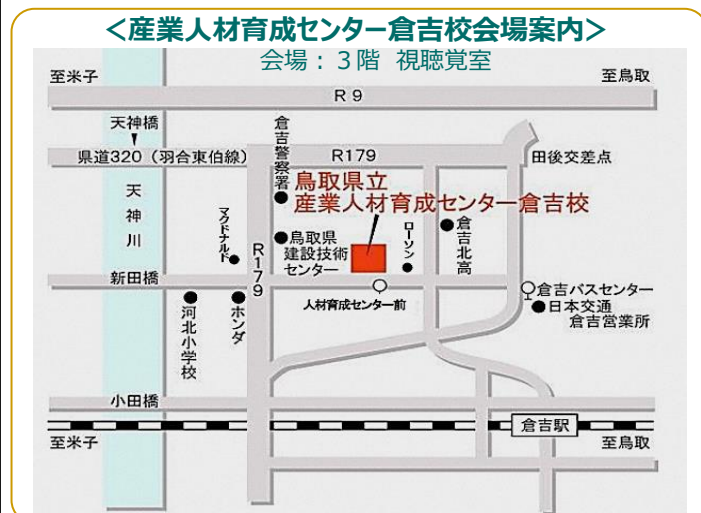 ＜産業人材育成センター倉吉校会場案内＞
会場：３階 視聴覚室
至米子
至鳥取
R 9
天神橋
県道320（羽合東伯線）
R179
田後交差点
倉吉警察署
鳥取県立
産業人材育成センター倉吉校
天神川
マクドナルド
R179
鳥取県
建設技術
センター
ローソン
倉吉北高
新田橋
人材育成センター前
倉吉バスセンター
日本交通
倉吉営業所
河北小学校
ホンダ
小田橋
倉吉駅
至米子
至鳥取